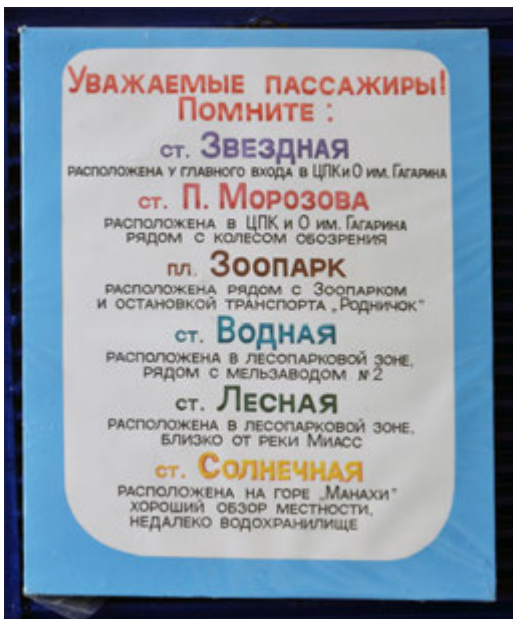 УВАЖАЕМЫЕ ПАССАЖИРЫ!
ПОМНИТЕ :
СТ. ЗВЕЗДНАЯ
РАСПОЛОЖЕНА У ГЛАВНОГО ВХОДА В ЦПКиО ИМ. ГАГАРИНА
СТ. П. МОРОЗОВА
РАСПОЛОЖЕНА В ЦПК и О ИМ. ГАГАРИНА
РЯДОМ С КОЛЕСОМ ОБОЗРЕНИЯ
ПЛ. ЗООПАРК
РАСПОЛОЖЕНА РЯДОМ С ЗООПАРКОМ
И ОСТАНОВКОЙ ТРАНСПОРТА „РОДНИЧОК"
СТ. ВОДНАЯ
РАСПОЛОЖЕНА В ЛЕСОПАРКОВОЙ ЗОНЕ,
РЯДОМ С МЕЛЬЗАВОДОМ №2
СТ. ЛЕСНАЯ
РАСПОЛОЖЕНА В ЛЕСОПАРКОВОЙ ЗОНЕ,
БЛИЗКО ОТ РЕКИ МИАСС
СТ. СОЛНЕЧНАЯ
РАСПОЛОЖЕНА НА ГОРЕ „МАНАХИ"
ХОРОШИЙ ОБЗОР МЕСТНОСТИ,
НЕДАЛЕКО ВОДОХРАНИЛИЩЕ